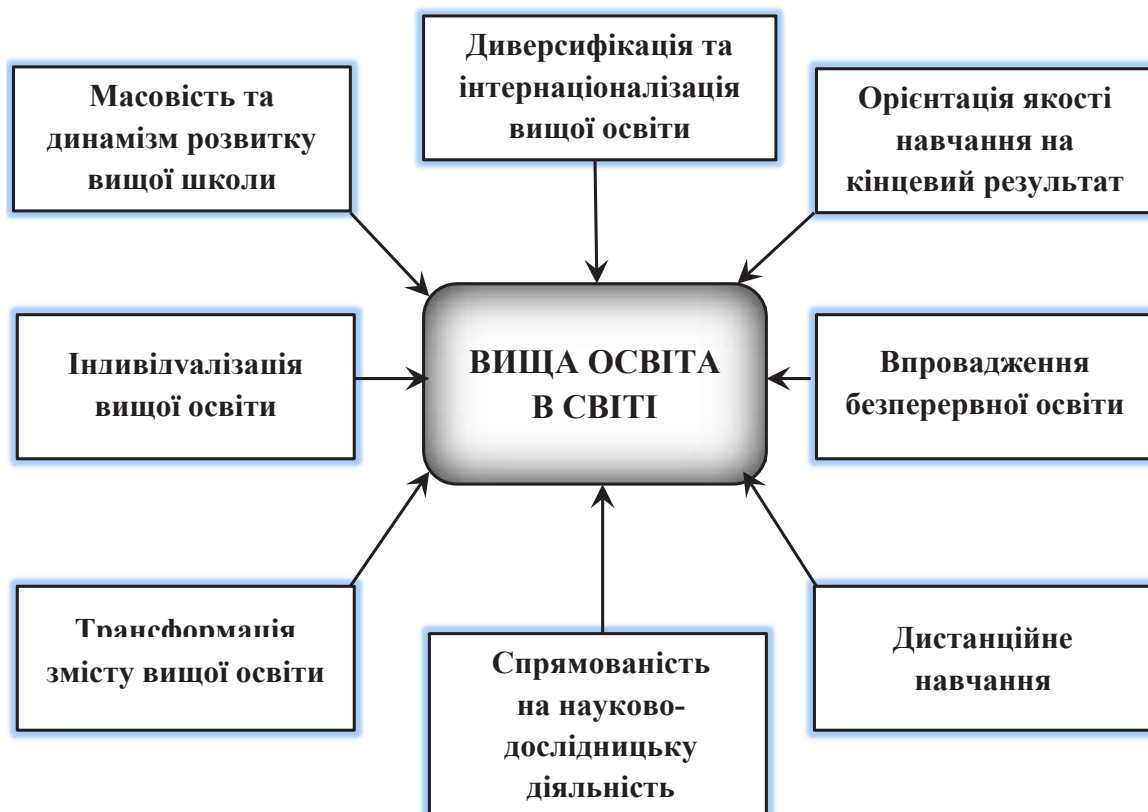 Диверсифікація та
інтернаціоналізація
вищої освіти
Масовість та
динамізм розвитку
вищої школи
Орієнтація якості
навчання на
кінцевий результат
Індивідуалізація
вищої освіти
ВИЩА ОСВІТА
В СВІТІ
Впровадження
безперервної освіти
Трансформація
змісту вищої освіти
Спрямованість
на науково-
дослідницьку
діяльність
Дистанційне
навчання